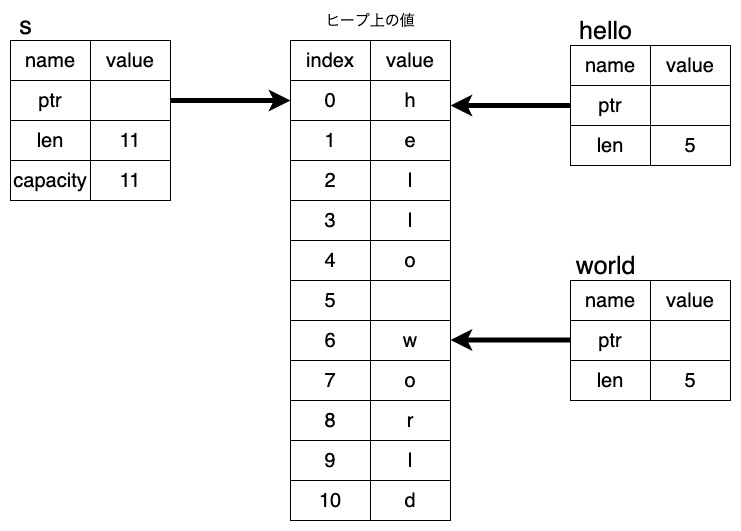 s
name value
ptr
len 11
capacity 11
ヒープ上の値
index value
0 h
1 e
2 l
3 l
4 o
5
6 w
7 o
8 r
9 l
10 d
hello
name value
ptr
len 5
world
name value
ptr
len 5